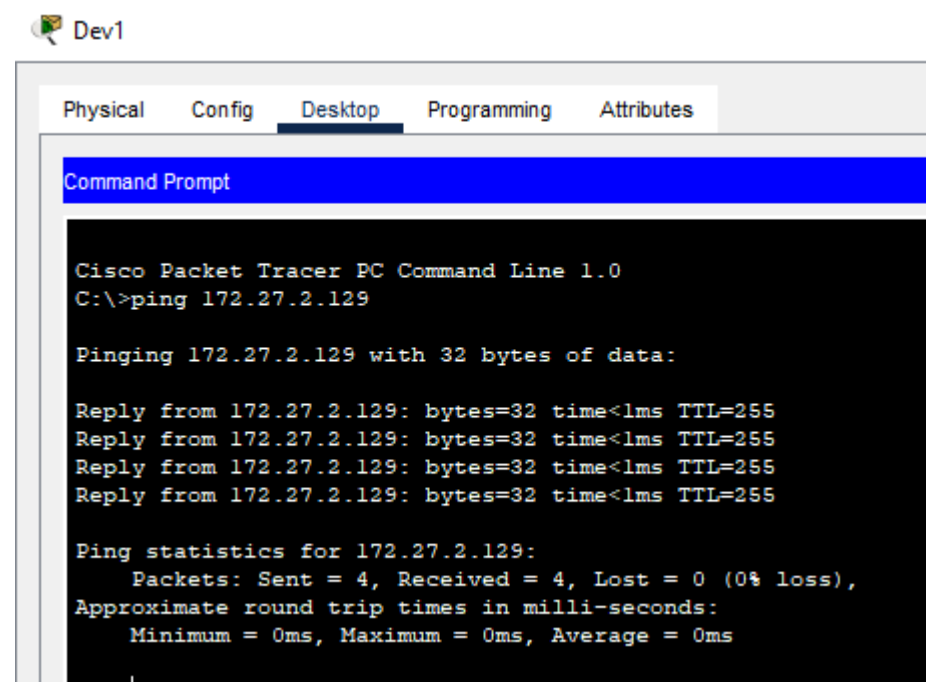 Dev1
Physical Config Desktop Programming Attributes
Command Prompt
Cisco Packet Tracer PC Command Line 1.0
C:\>ping 172.27.2.129
Pinging 172.27.2.129 with 32 bytes of data:
Reply from 172.27.2.129: bytes=32 time<1ms TTL=255
Reply from 172.27.2.129: bytes=32 time<1ms TTL=255
Reply from 172.27.2.129: bytes=32 time<1ms TTL=255
Reply from 172.27.2.129: bytes=32 time<1ms TTL=255
Ping statistics for 172.27.2.129:
Packets: Sent = 4, Received = 4, Lost = 0 (0% loss),
Approximate round trip times in milli-seconds:
Minimum = 0ms, Maximum = 0ms, Average = 0ms